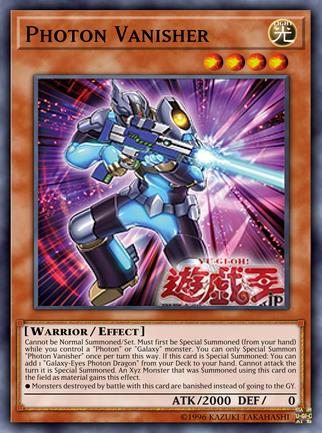 PHOTON VANISHER
LIGHT
光
YU-GI-OH!
遊戯王
.JP
[WARRIOR / EFFECT]
Cannot be Normal Summoned/Set. Must first be Special Summoned (from your hand)
while you control a "Photon" or "Galaxy" monster. You can only Special Summon
"Photon Vanisher" once per turn this way. If this card is Special Summoned: You can
add 1 "Galaxy-Eyes Photon Dragon" from your Deck to your hand. Cannot attack the
turn it is Special Summoned. An Xyz Monster that was Summoned using this card on
the field as material gains this effect.
● Monsters destroyed by battle with this card are banished instead of going to the GY.
ATK/2000 DEF/ 0
©1996 KAZUKI TAKAHASHI